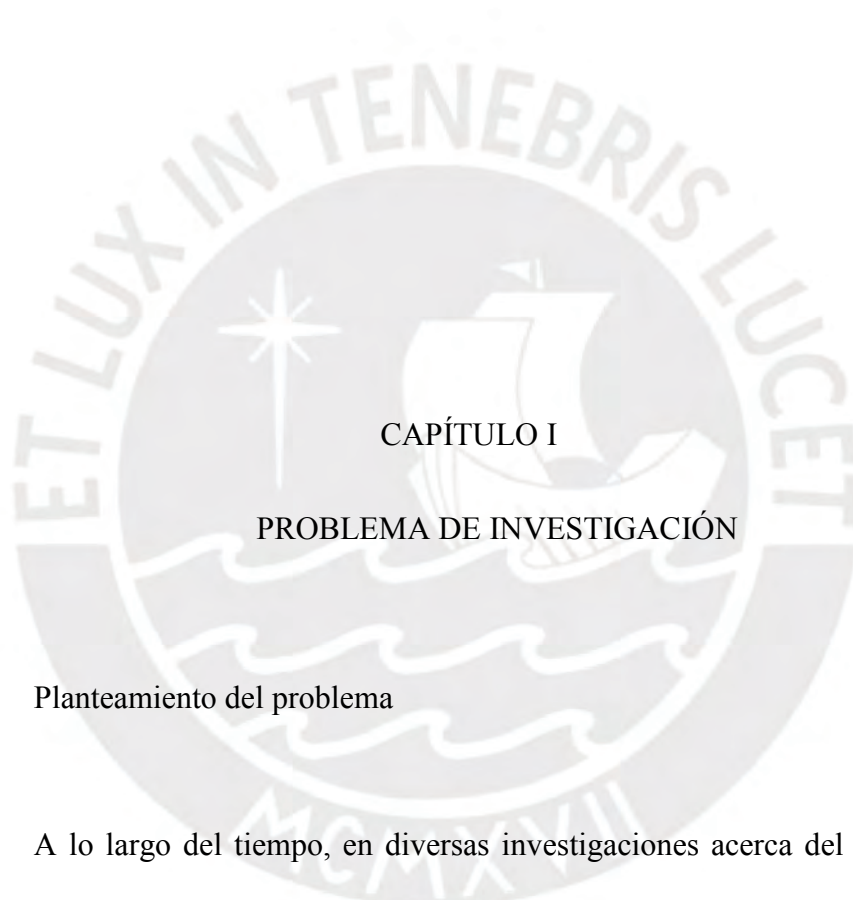 ET LUX IN TENEBRIS LUCET
CAPÍTULO I
PROBLEMA DE INVESTIGACIÓN
Planteamiento del problema
A lo largo del tiempo, en diversas investigaciones acerca del
MCMXVII